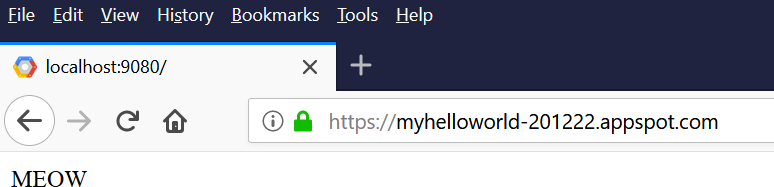 File Edit View History Bookmarks Tools Help
localhost:9080/
https://myhelloworld-201222.appspot.com
MEOW